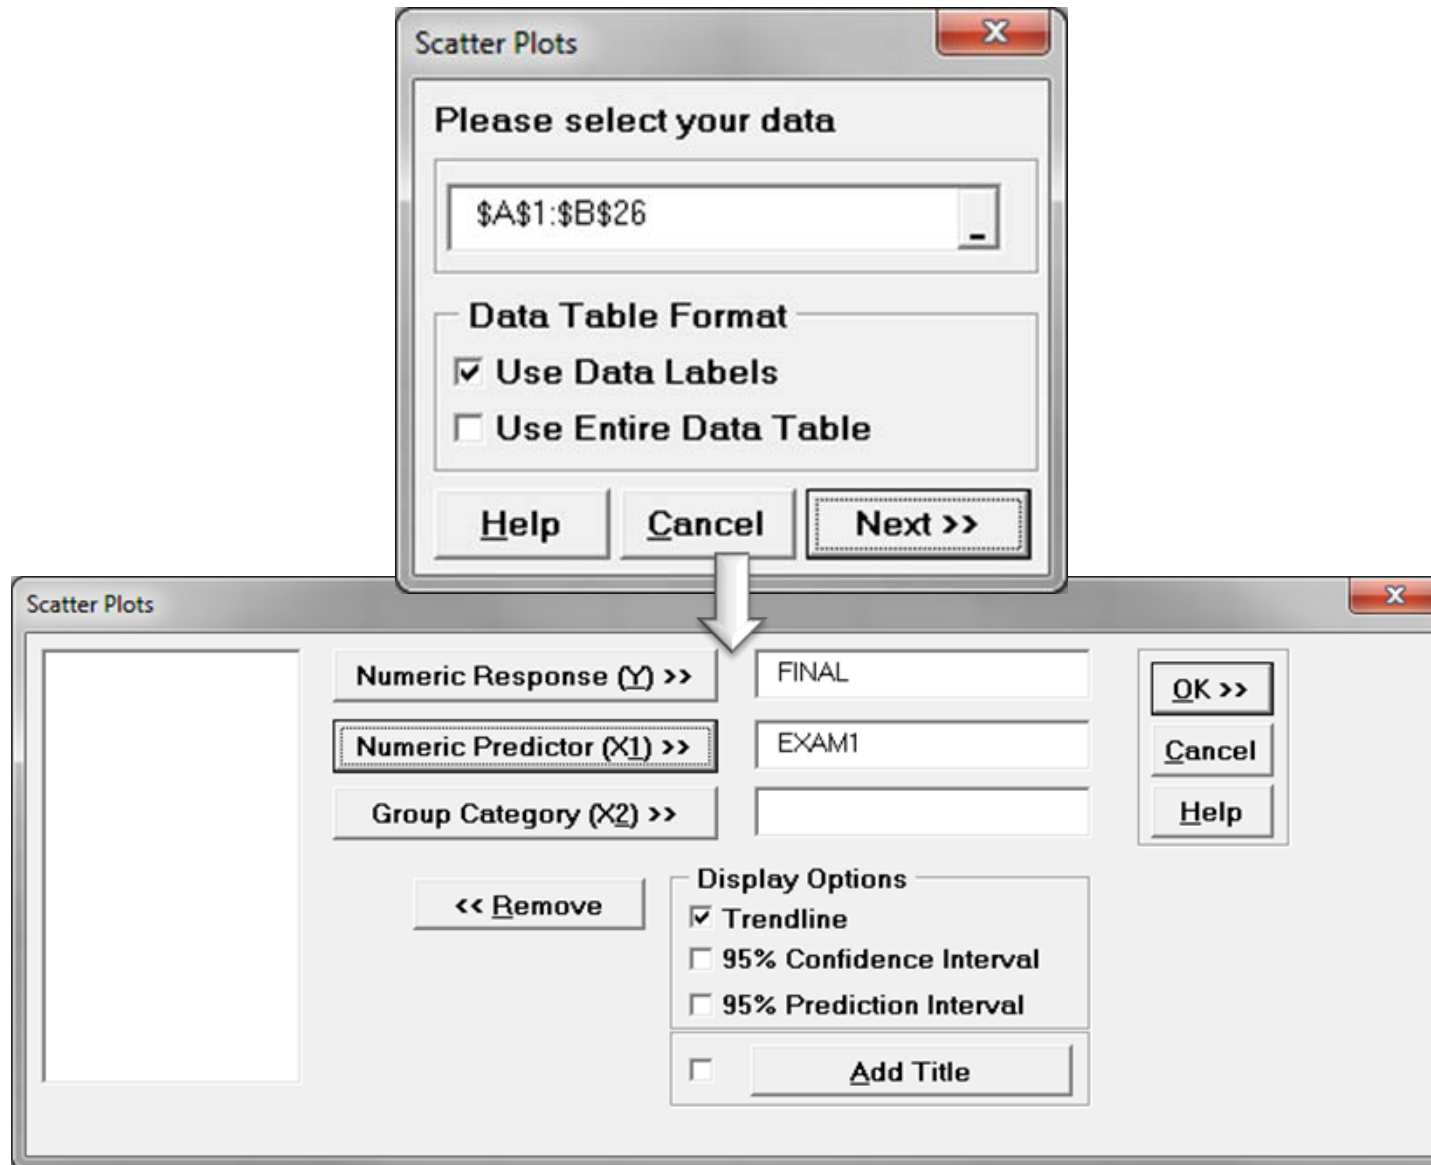 Scatter Plots
X
Please select your data
$A$1:$B$26
Data Table Format
Use Data Labels
Use Entire Data Table
Help Cancel Next >>
Scatter Plots
X
Numeric Response (Y) >> FINAL OK >>
Numeric Predictor (X1) >> EXAM1 Cancel
Group Category (X2) >> Help
<< Remove
Display Options
Trendline
95% Confidence Interval
95% Prediction Interval
Add Title